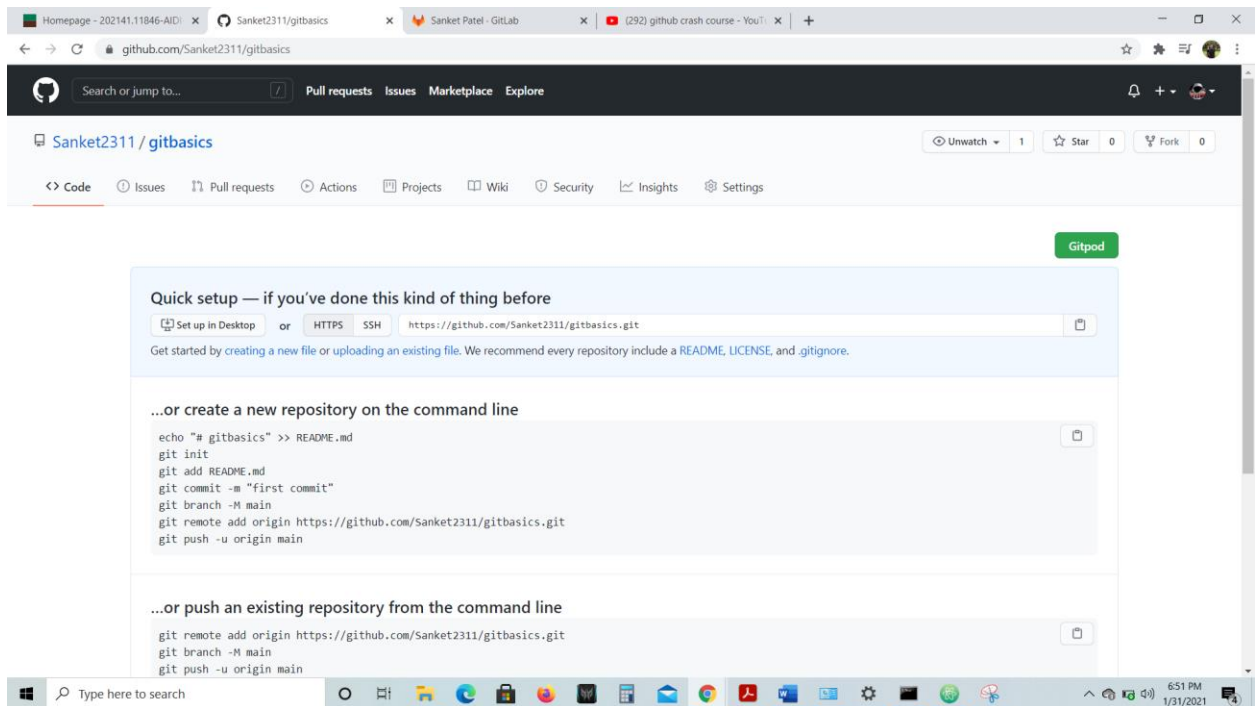 Homepage - 202141.11846-AIDI
Sanket2311/gitbasics
Sanket Patel · GitLab
(292) github crash course - YouTu
github.com/Sanket2311/gitbasics
Search or jump to...
/
Pull requests Issues Marketplace Explore
Sanket2311 / gitbasics
Unwatch 1
Star 0
Fork 0
<> Code
Issues
Pull requests
Actions
Projects
Wiki
Security
Insights
Settings
Gitpod
Quick setup — if you've done this kind of thing before
Set up in Desktop or HTTPS SSH https://github.com/Sanket2311/gitbasics.git
Get started by creating a new file or uploading an existing file. We recommend every repository include a README, LICENSE, and .gitignore.
...or create a new repository on the command line
echo "# gitbasics" >> README.md
git init
git add README.md
git commit -m "first commit"
git branch -M main
git remote add origin https://github.com/Sanket2311/gitbasics.git
git push -u origin main
...or push an existing repository from the command line
git remote add origin https://github.com/Sanket2311/gitbasics.git
git branch -M main
git push -u origin main
Type here to search
6:51 PM
1/31/2021
4